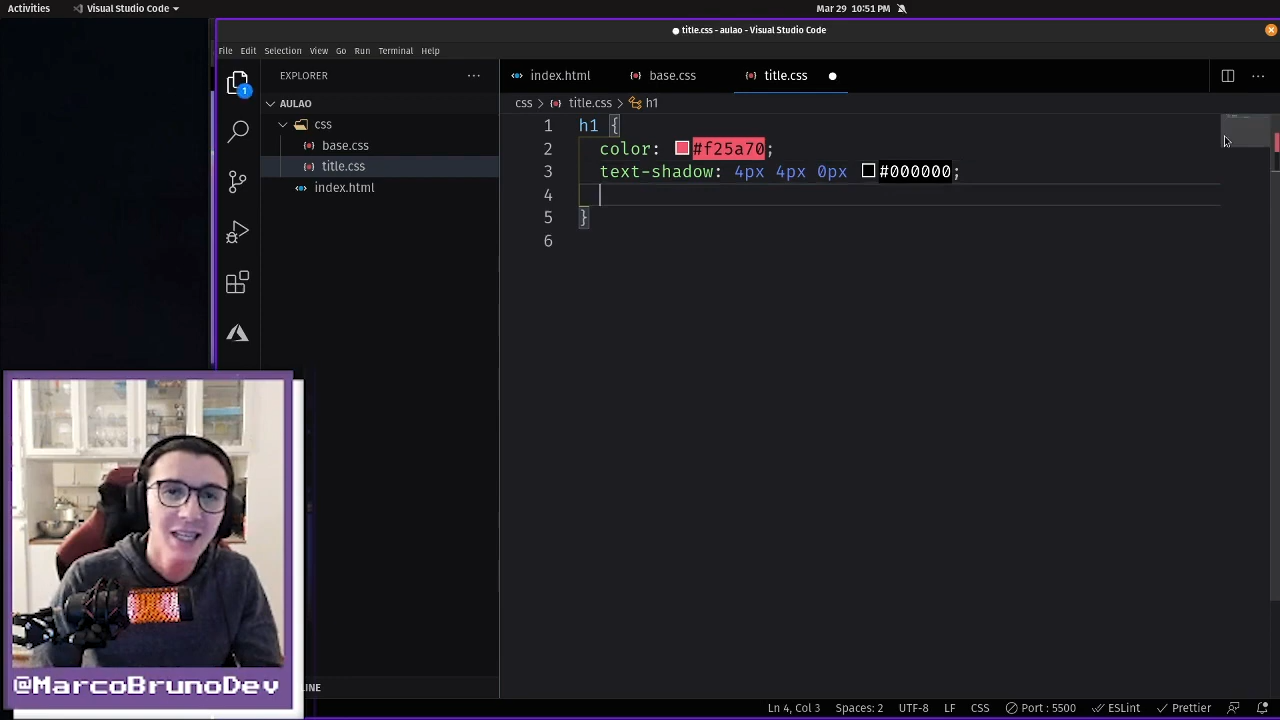 Activities
Visual Studio Code
Mar 29 10:51 PM
title.css - aulao - Visual Studio Code
File Edit Selection View Go Run Terminal Help
EXPLORER
index.html
base.css
title.css
1
AULAO
css
base.css
title.css
index.html
css > title.css > h1
1 h1 {
2 color: #f25a70;
3 text-shadow: 4px 4px 0px #000000;
4
5 }
6
@MarcoBrunoDev
LINE
Ln 4, Col 3 Spaces: 2 UTF-8 LF CSS Port : 5500 ESLint Prettier